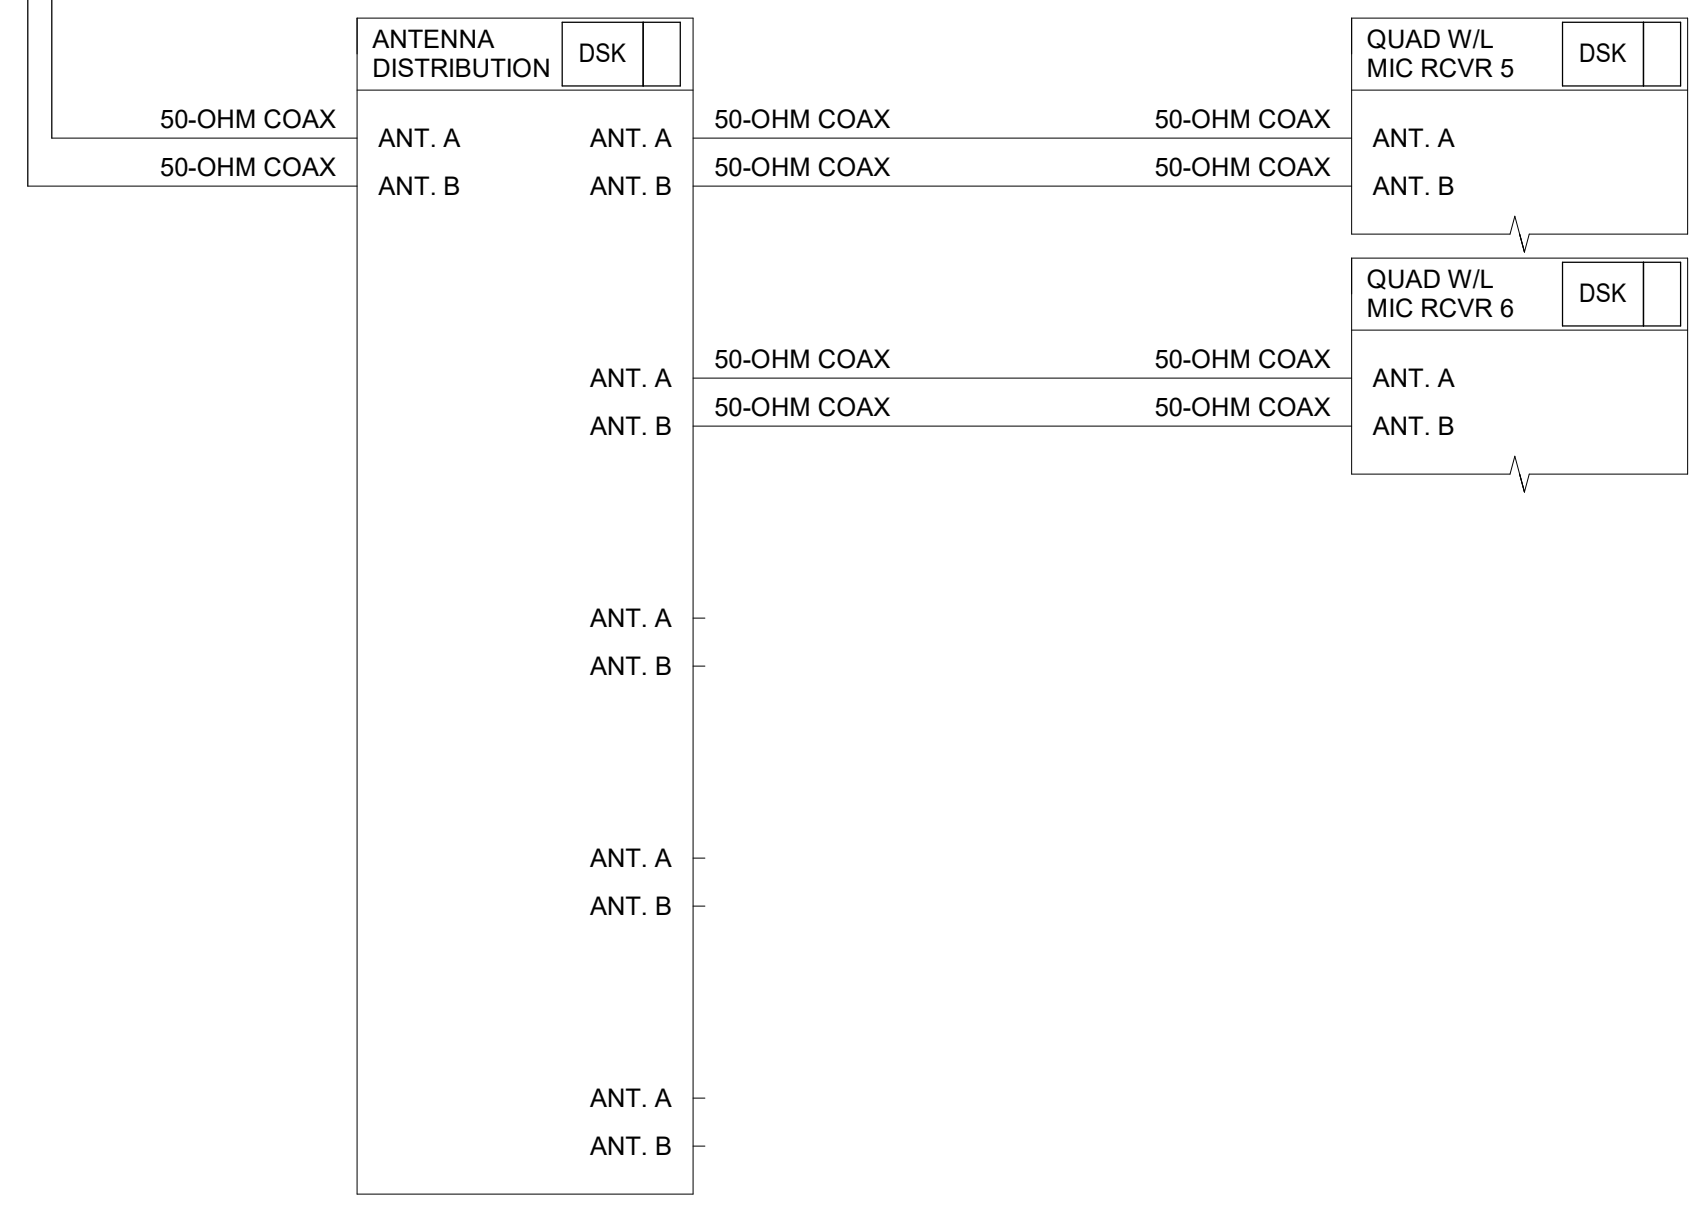 ANTENNA
DISTRIBUTION
DSK
QUAD W/L
MIC RCVR 5
DSK
50-OHM COAX
ANT. A
ANT. A
50-OHM COAX
50-OHM COAX
ANT. A
50-OHM COAX
ANT. B
ANT. B
50-OHM COAX
50-OHM COAX
ANT. B
QUAD W/L
MIC RCVR 6
DSK
ANT. A
50-OHM COAX
50-OHM COAX
ANT. A
ANT. B
50-OHM COAX
50-OHM COAX
ANT. B
ANT. A
ANT. B
ANT. A
ANT. B
ANT. A
ANT. B